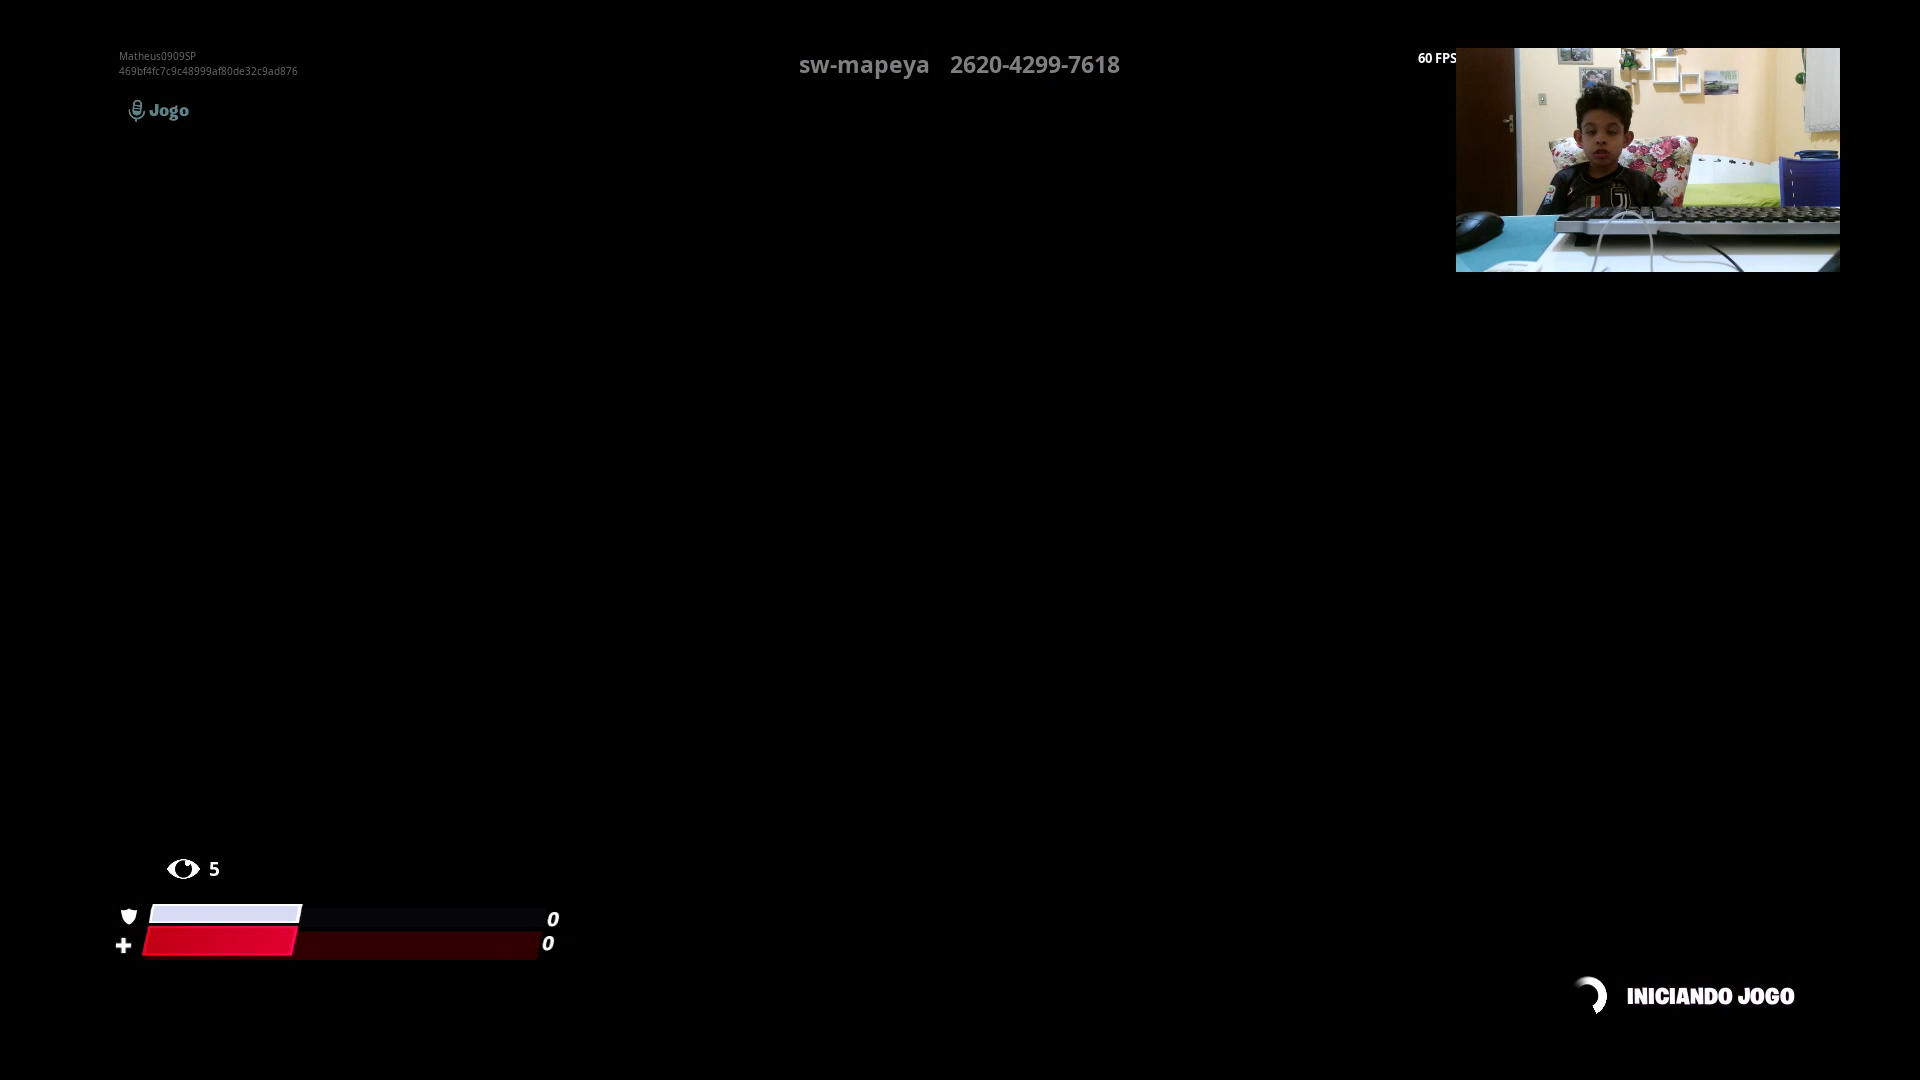 Matheus0909SP
469bf4fc7c9c48999af80de32c9ad876
sw-mapeya 2620-4299-7618
60 FPS
Jogo
5
0
0
INICIANDO JOGO